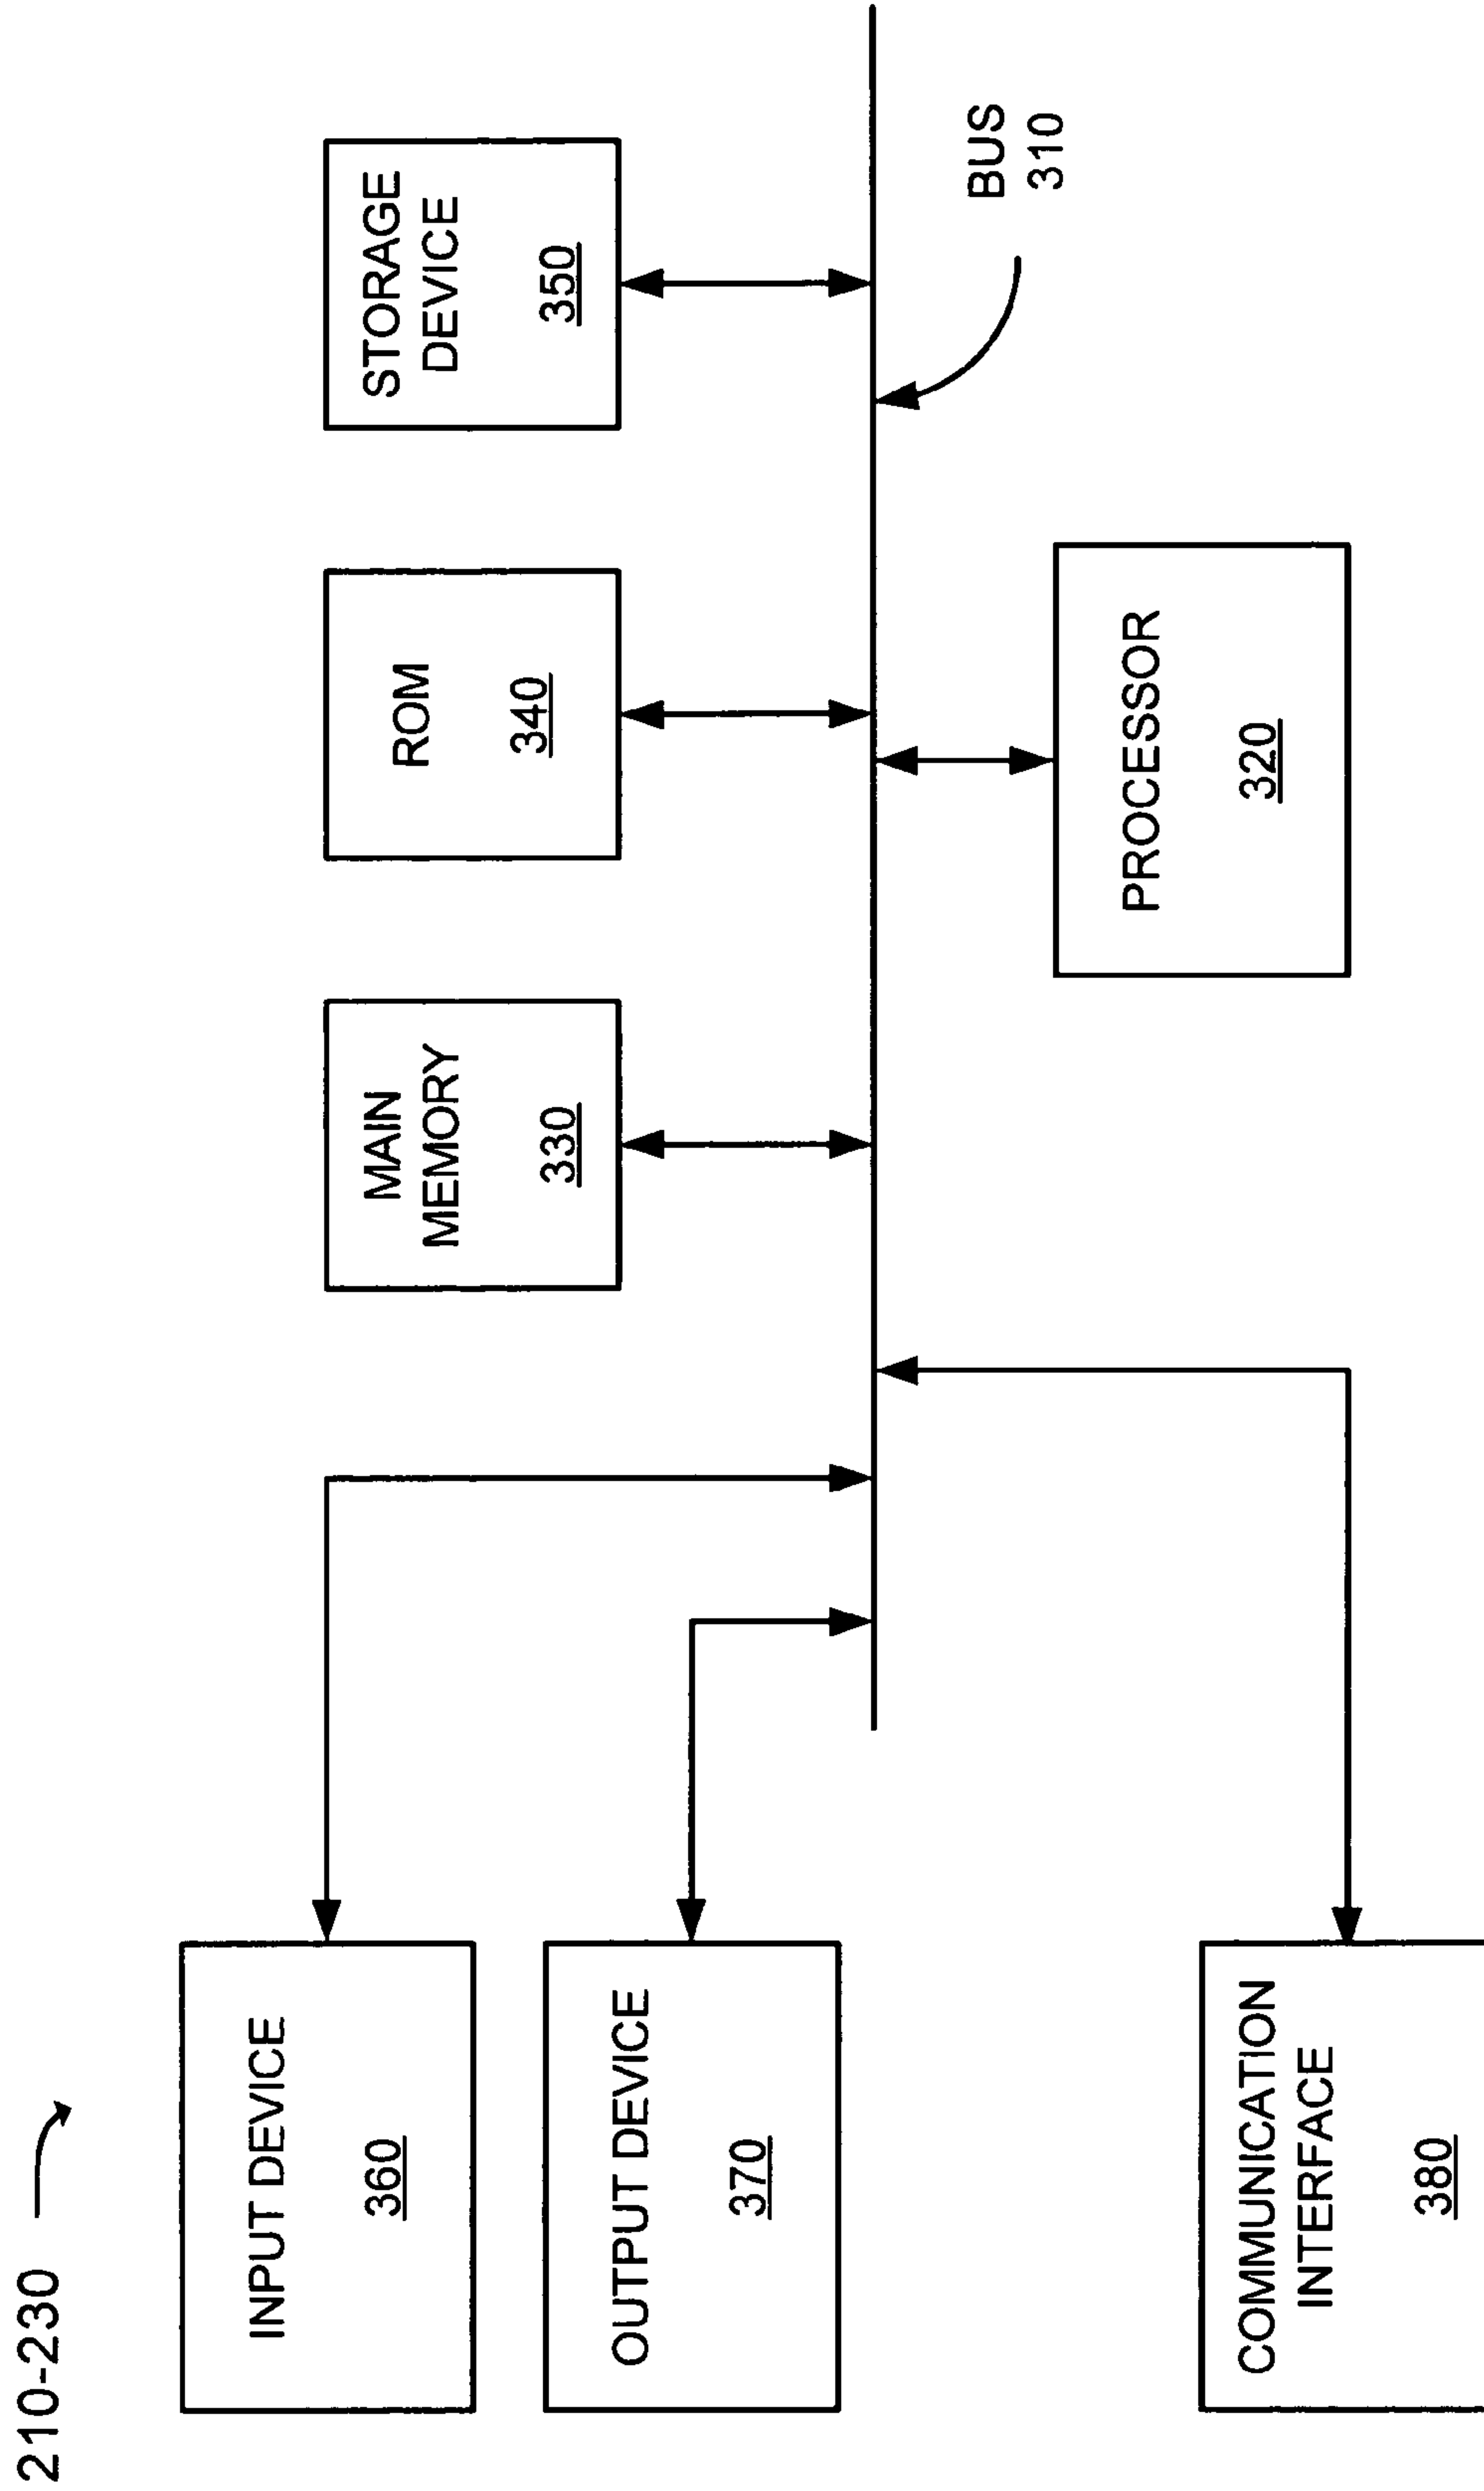 210-230
INPUT DEVICE
360
OUTPUT DEVICE
370
COMMUNICATION
INTERFACE
380
MAIN
MEMORY
330
ROM
340
STORAGE
DEVICE
350
PROCESSOR
320
BUS
310